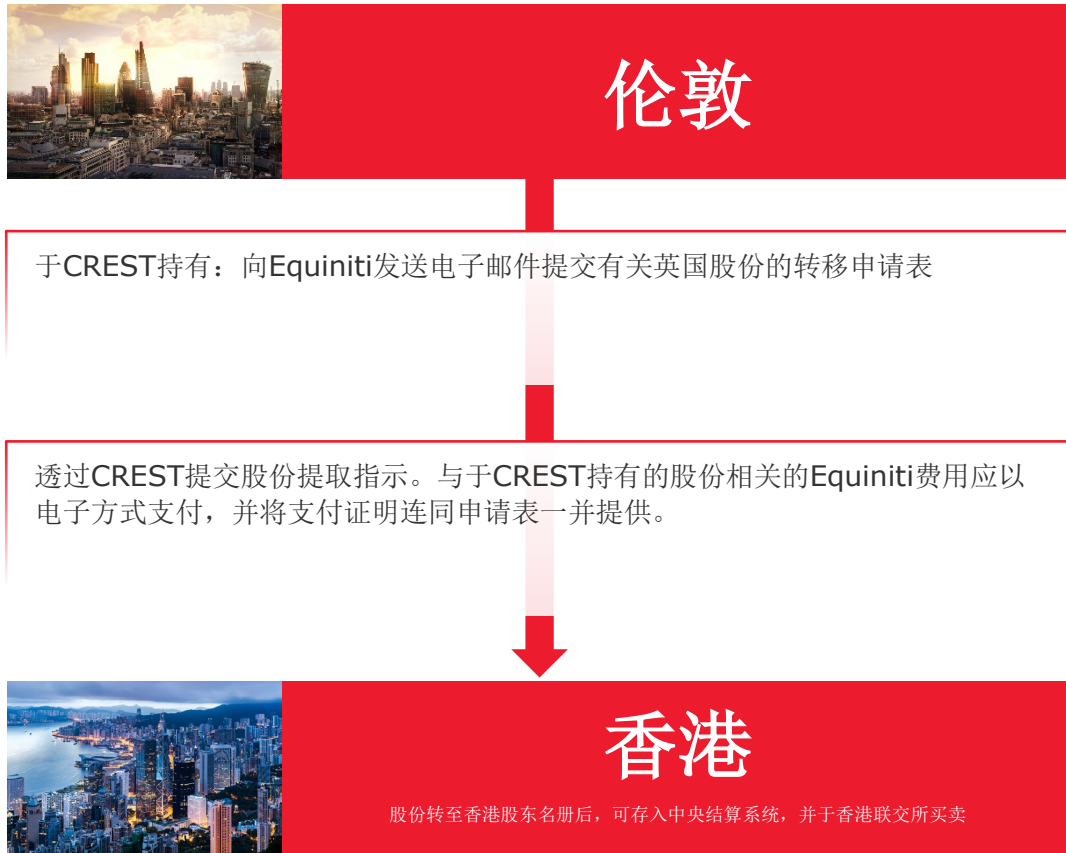 伦敦
于CREST持有：向Equiniti发送电子邮件提交有关英国股份的转移申请表
透过CREST提交股份提取指示。与于CREST持有的股份相关的Equiniti费用应以
电子方式支付，并将支付证明连同申请表一并提供。
香港
股份转至香港股东名册后，可存入中央结算系统，并于香港联交所买卖